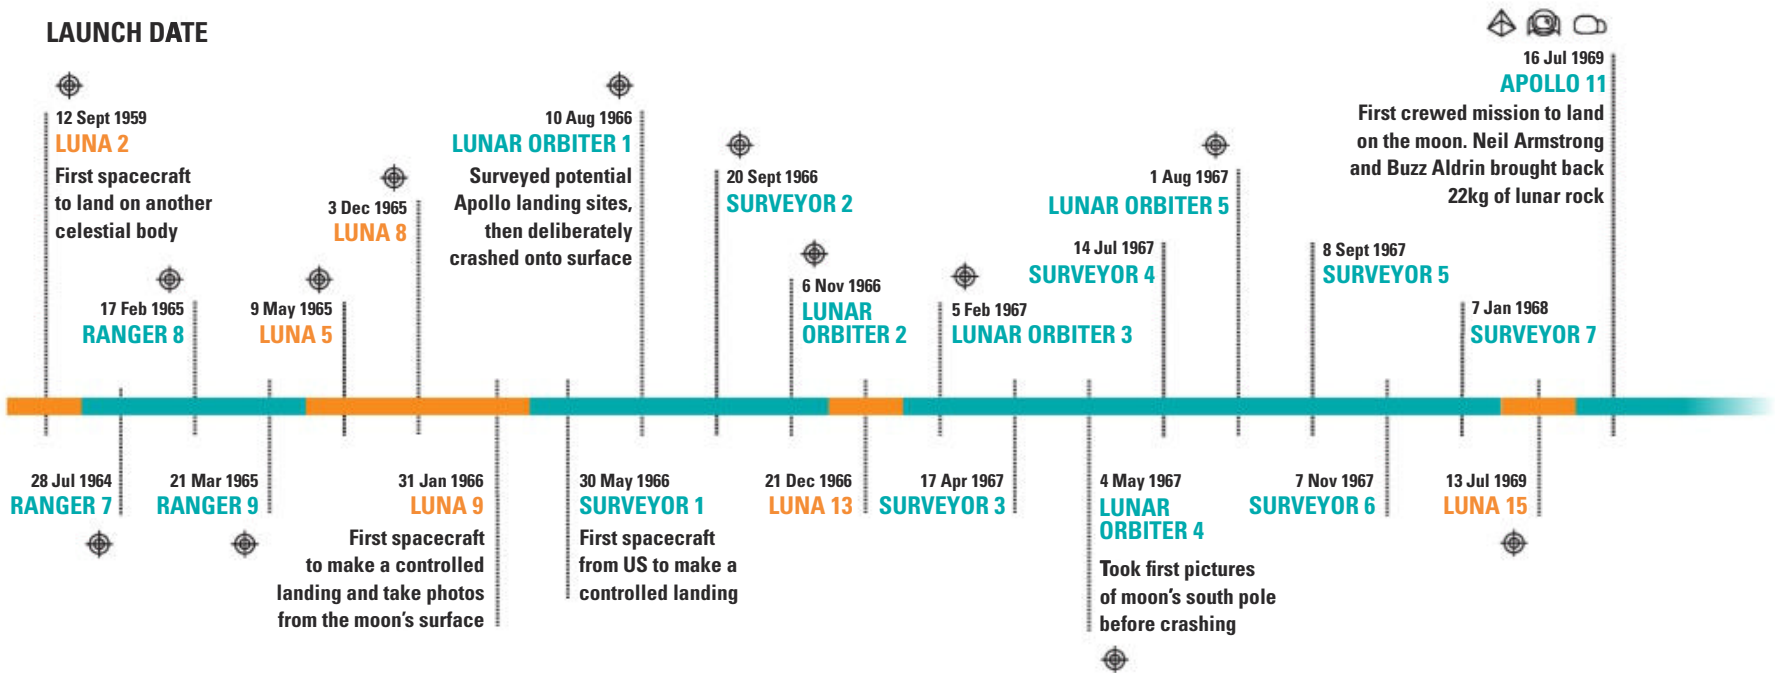 LAUNCH DATE
12 Sept 1959
LUNA 2
First spacecraft
to land on another
celestial body
28 Jul 1964
RANGER 7
17 Feb 1965
RANGER 8
21 Mar 1965
RANGER 9
9 May 1965
LUNA 5
3 Dec 1965
LUNA 8
31 Jan 1966
LUNA 9
First spacecraft
to make a controlled
landing and take photos
from the moon's surface
30 May 1966
SURVEYOR 1
First spacecraft
from US to make a
controlled landing
10 Aug 1966
LUNAR ORBITER 1
Surveyed potential
Apollo landing sites,
then deliberately
crashed onto surface
20 Sept 1966
SURVEYOR 2
6 Nov 1966
LUNAR
ORBITER 2
21 Dec 1966
LUNA 13
5 Feb 1967
LUNAR ORBITER 3
17 Apr 1967
SURVEYOR 3
4 May 1967
LUNAR
ORBITER 4
Took first pictures
of moon's south pole
before crashing
14 Jul 1967
SURVEYOR 4
1 Aug 1967
LUNAR ORBITER 5
8 Sept 1967
SURVEYOR 5
7 Nov 1967
SURVEYOR 6
7 Jan 1968
SURVEYOR 7
13 Jul 1969
LUNA 15
16 Jul 1969
APOLLO 11
First crewed mission to land
on the moon. Neil Armstrong
and Buzz Aldrin brought back
22kg of lunar rock